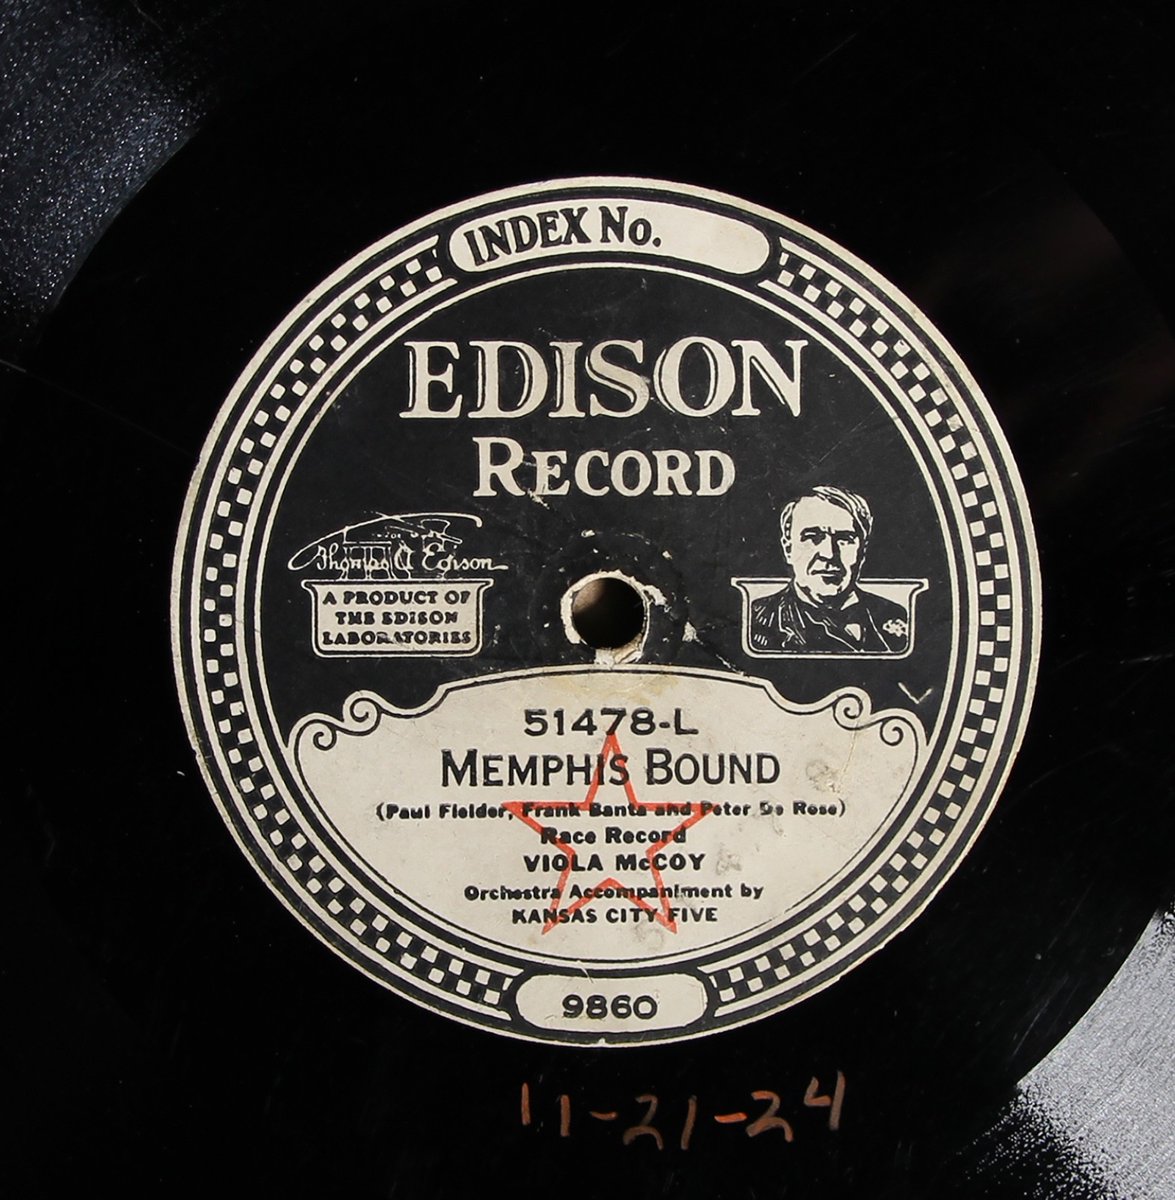 INDEX No.
EDISON
RECORD
Thomas A Edison
A PRODUCT OF
THE EDISON
LABORATORIES
51478-L
MEMPHIS BOUND
(Paul Fielder, Frank Banta and Peter De Rose)
Race Record
VIOLA McCOY
Orchestra Accompaniment by
KANSAS CITY FIVE
9860
11-21-24